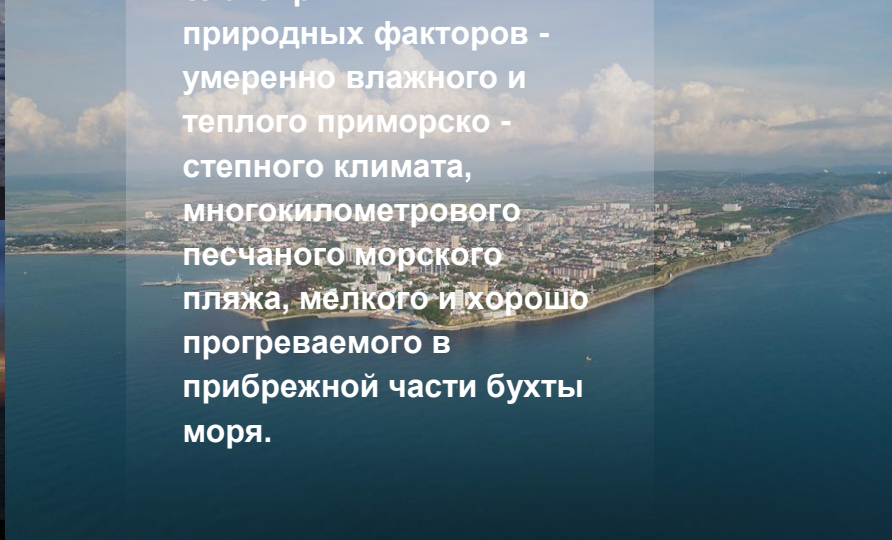 природных факторов -
умеренно влажного и
теплого приморско -
степного климата,
многокилометрового
песчаного морского
пляжа, мелкого и хорошо
прогреваемого в
прибрежной части бухты
моря.